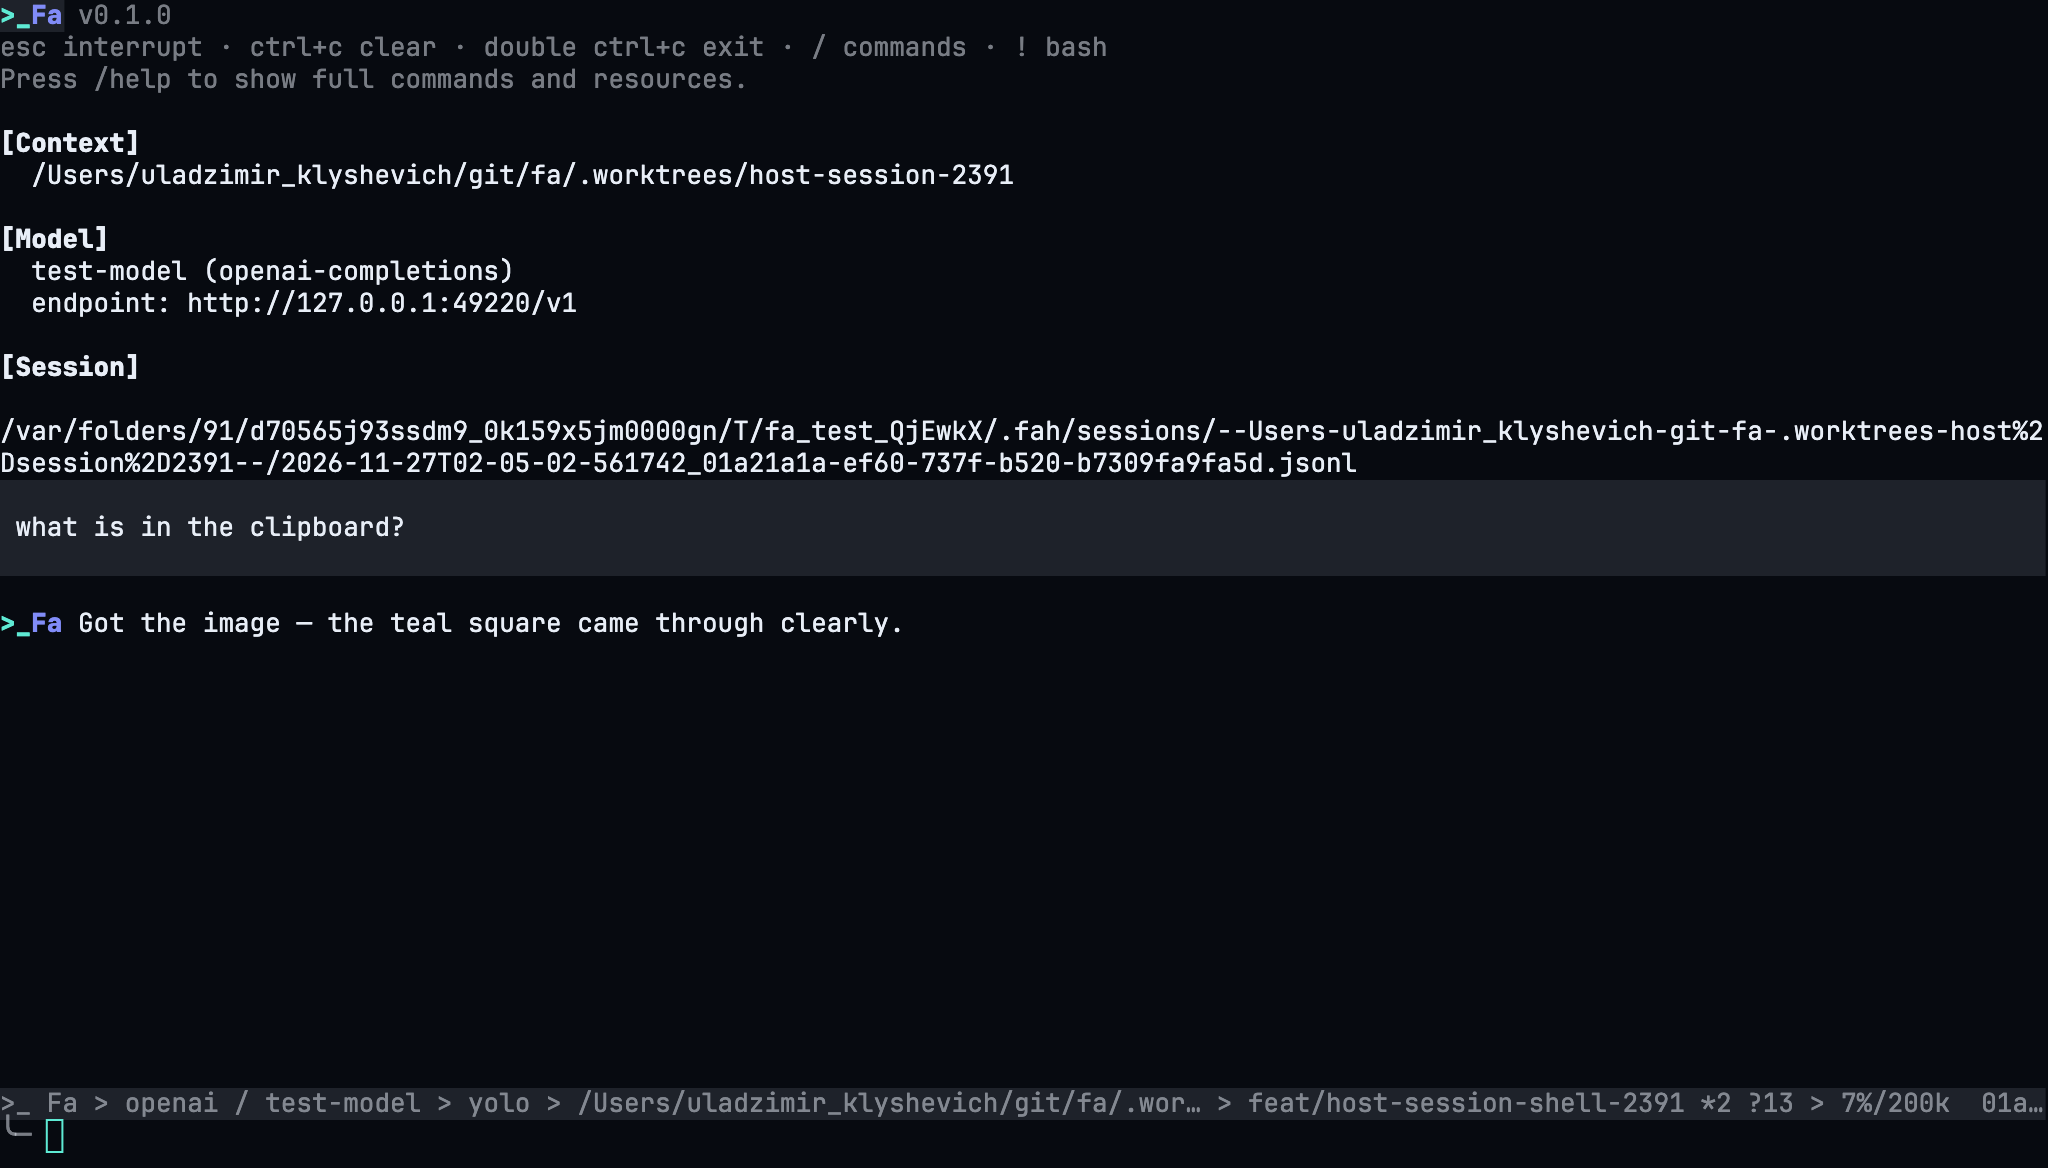 >_Fa v0.1.0
esc interrupt · ctrl+c clear · double ctrl+c exit · / commands · ! bash
Press /help to show full commands and resources.
[Context]
/Users/uladzimir_klyshevich/git/fa/.worktrees/host-session-2391
[Model]
test-model (openai-completions)
endpoint: http://127.0.0.1:49220/v1
[Session]
/var/folders/91/d70565j93ssdm9_0k159x5jm0000gn/T/fa_test_QjEwkX/.fah/sessions/--Users-uladzimir_klyshevich-git-fa-.worktrees-host%2
Dsession%2D2391--/2026-11-27T02-05-02-561742_01a21a1a-ef60-737f-b520-b7309fa9fa5d.jsonl
what is in the clipboard?
>_Fa Got the image — the teal square came through clearly.
>_ Fa > openai / test-model > yolo > /Users/uladzimir_klyshevich/git/fa/.wor… > feat/host-session-shell-2391 *2 ?13 > 7%/200k  01a…